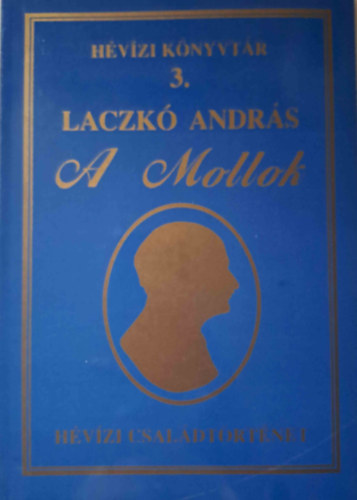 HÉVÍZI KÖNYVTÁR
3.
LACZKÓ ANDRÁS
A Mollok
HÉVÍZI CSALÁDTÖRTÉNET